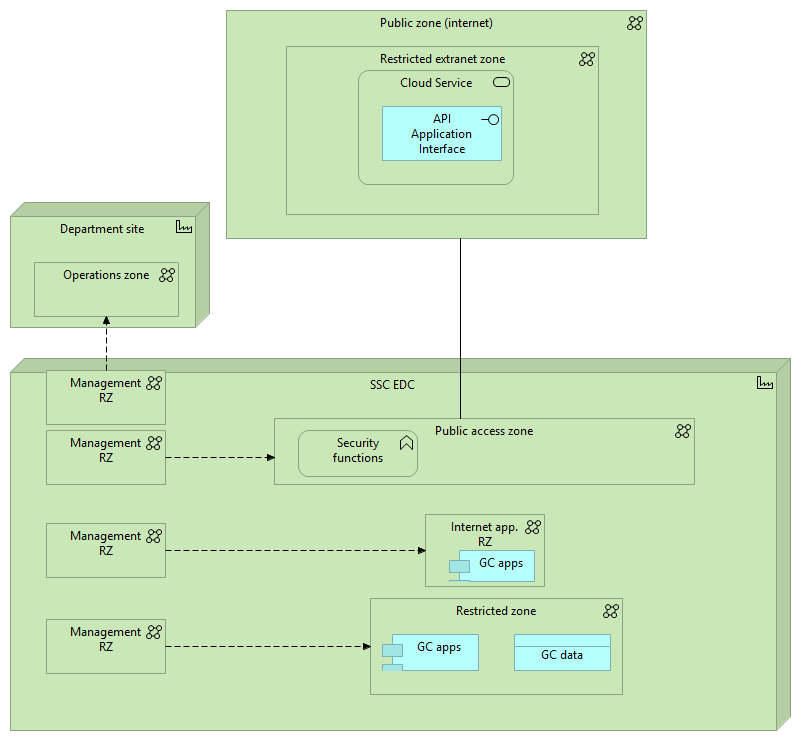 Public zone (internet)
Restricted extranet zone
Cloud Service
API
Application
Interface
Department site
Operations zone
SSC EDC
Management
RZ
Management
RZ
Public access zone
Security
functions
Management
RZ
Internet app.
RZ
GC apps
Management
RZ
Restricted zone
GC apps
GC data